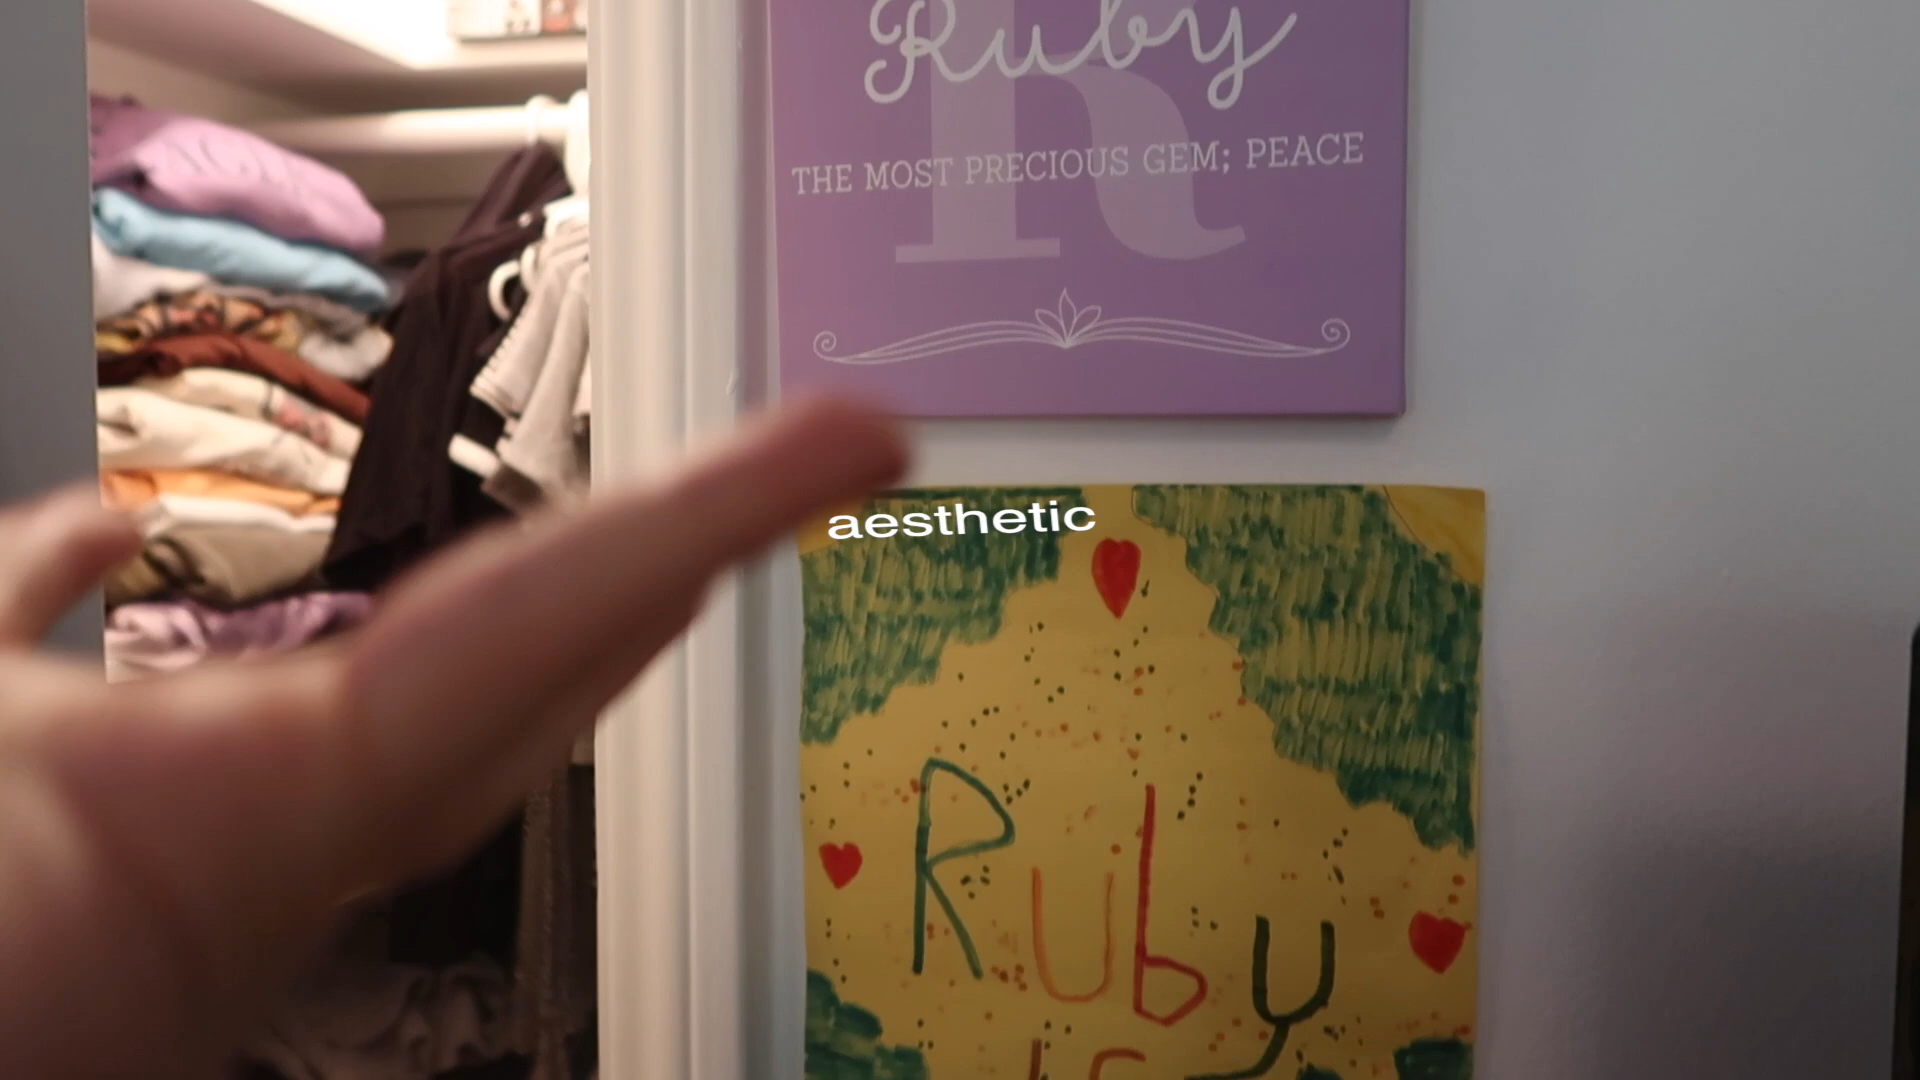 Ruby
R
THE MOST PRECIOUS GEM; PEACE
aesthetic
Ruby